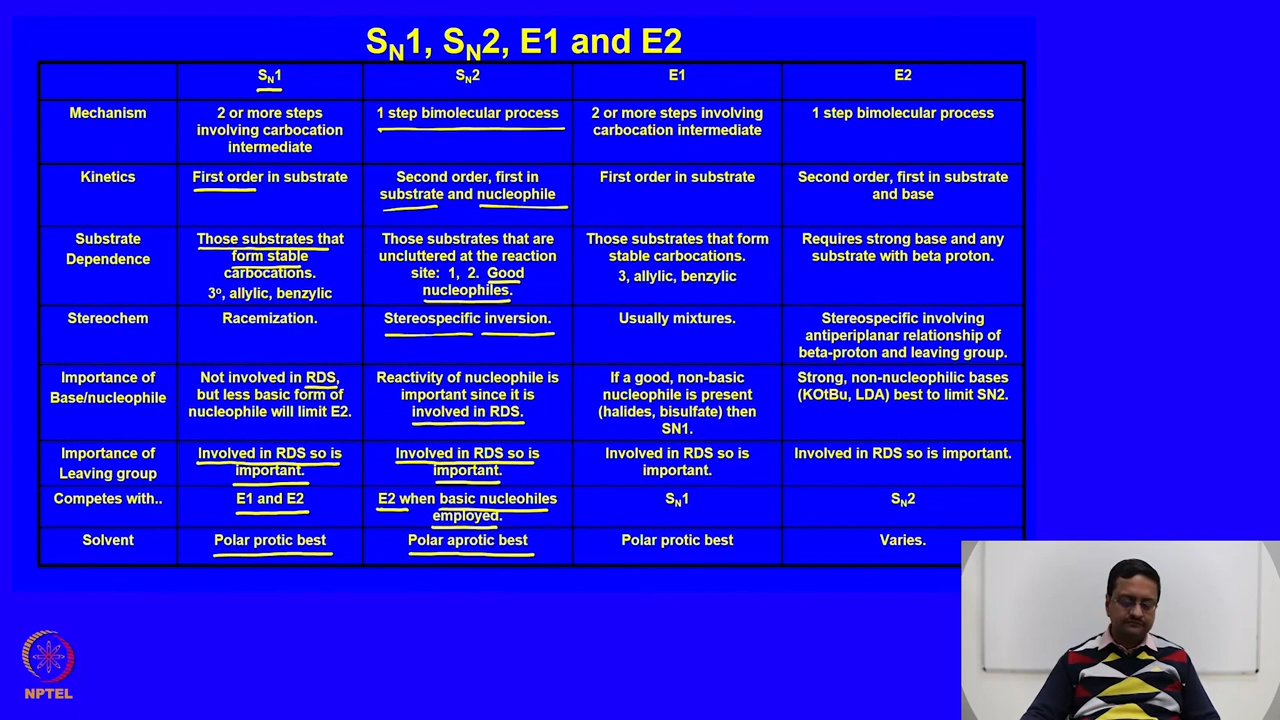 SN1, SN2, E1 and E2
SN1
SN2
E1
E2
Mechanism
2 or more steps
involving carbocation
intermediate
1 step bimolecular process
2 or more steps involving
carbocation intermediate
1 step bimolecular process
Kinetics
First order in substrate
Second order, first in
substrate and nucleophile
First order in substrate
Second order, first in substrate
and base
Substrate
Dependence
Those substrates that
form stable
carbocations.
3o, allylic, benzylic
Those substrates that are
uncluttered at the reaction
site: 1, 2. Good
nucleophiles.
Those substrates that form
stable carbocations.
3, allylic, benzylic
Requires strong base and any
substrate with beta proton.
Stereochem
Racemization.
Stereospecific inversion.
Usually mixtures.
Stereospecific involving
antiperiplanar relationship of
beta-proton and leaving group.
Importance of
Base/nucleophile
Not involved in RDS,
but less basic form of
nucleophile will limit E2.
Reactivity of nucleophile is
important since it is
involved in RDS.
If a good, non-basic
nucleophile is present
(halides, bisulfate) then
SN1.
Strong, non-nucleophilic bases
(KOtBu, LDA) best to limit SN2.
Importance of
Leaving group
Involved in RDS so is
important.
Involved in RDS so is
important.
Involved in RDS so is
important.
Involved in RDS so is important.
Competes with..
E1 and E2
E2 when basic nucleohiles
employed.
SN1
SN2
Solvent
Polar protic best
Polar aprotic best
Polar protic best
Varies.
NPTEL